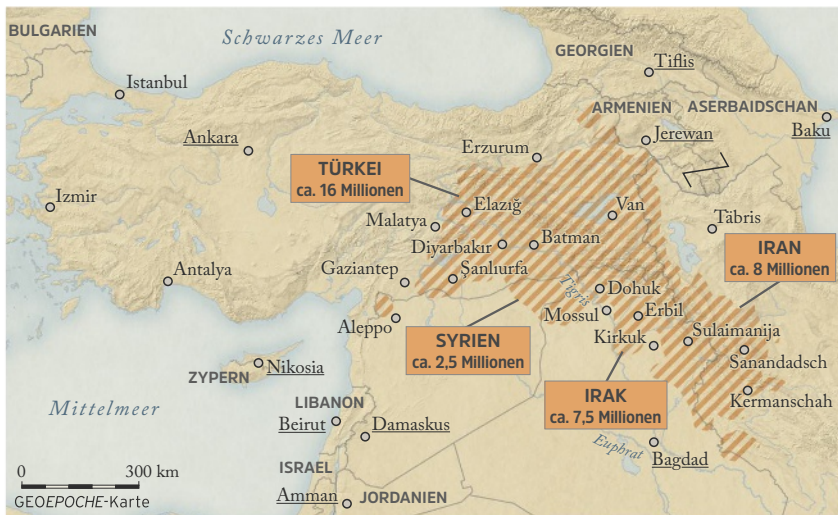 BULGARIEN
Schwarzes Meer
GEORGIEN
Tiflis
Istanbul
ARMENIEN
ASERBAIDSCHAN
Ankara
Erzurum
Jerewan
Baku
TÜRKEI
ca. 16 Millionen
Izmir
Elazığ
Van
Malatya
Täbris
Diyarbakır
Batman
IRAN
ca. 8 Millionen
Antalya
Gaziantep
Şanlıurfa
Tigris
Dohuk
Aleppo
Mossul
Erbil
SYRIEN
ca. 2,5 Millionen
Kirkuk
Sulaimanija
Sanandadsch
Nikosia
ZYPERN
IRAK
ca. 7,5 Millionen
Kermanschah
Mittelmeer
LIBANON
Beirut
Damaskus
Euphrat
Bagdad
ISRAEL
0 300 km
GEOEPOCHE-Karte
Amman
JORDANIEN